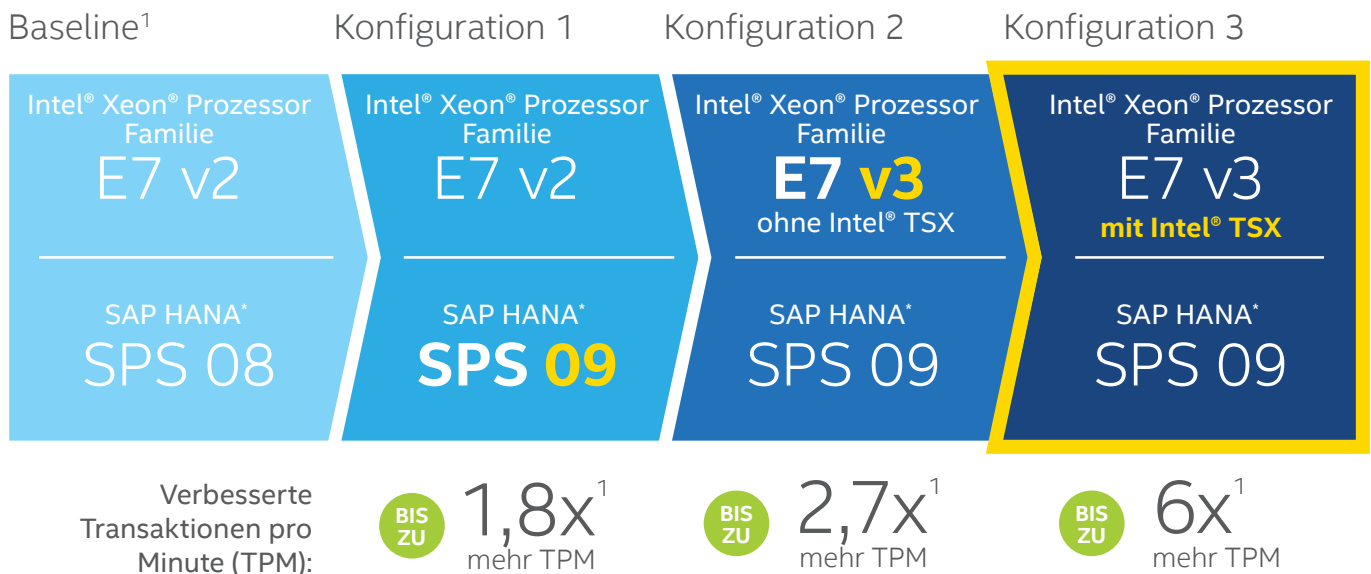 Baseline¹
Konfiguration 1
Konfiguration 2
Konfiguration 3
Intel® Xeon® Prozessor
Familie
E7 v2
SAP HANA*
SPS 08
Intel® Xeon® Prozessor
Familie
E7 v2
SAP HANA*
SPS 09
Intel® Xeon® Prozessor
Familie
E7 v3
ohne Intel® TSX
SAP HANA*
SPS 09
Intel® Xeon® Prozessor
Familie
E7 v3
mit Intel® TSX
SAP HANA*
SPS 09
Verbesserte
Transaktionen pro
Minute (TPM):
BIS
ZU
1,8x¹
mehr TPM
BIS
ZU
2,7x¹
mehr TPM
BIS
ZU
6x¹
mehr TPM